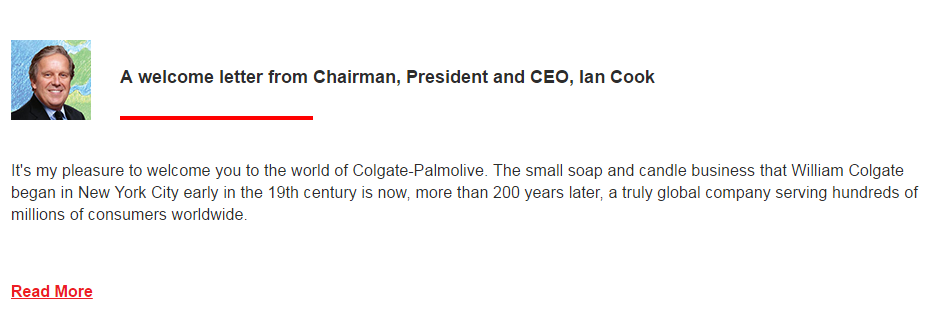 A welcome letter from Chairman, President and CEO, Ian Cook
It's my pleasure to welcome you to the world of Colgate-Palmolive. The small soap and candle business that William Colgate
began in New York City early in the 19th century is now, more than 200 years later, a truly global company serving hundreds of
millions of consumers worldwide.
Read More